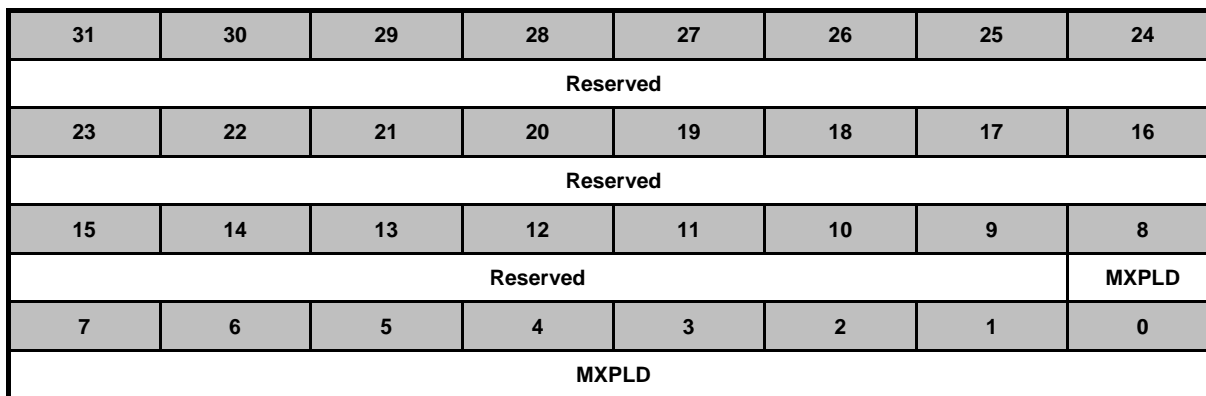 31 30 29 28 27 26 25 24
Reserved
23 22 21 20 19 18 17 16
Reserved
15 14 13 12 11 10 9 8
Reserved MXPLD
7 6 5 4 3 2 1 0
MXPLD